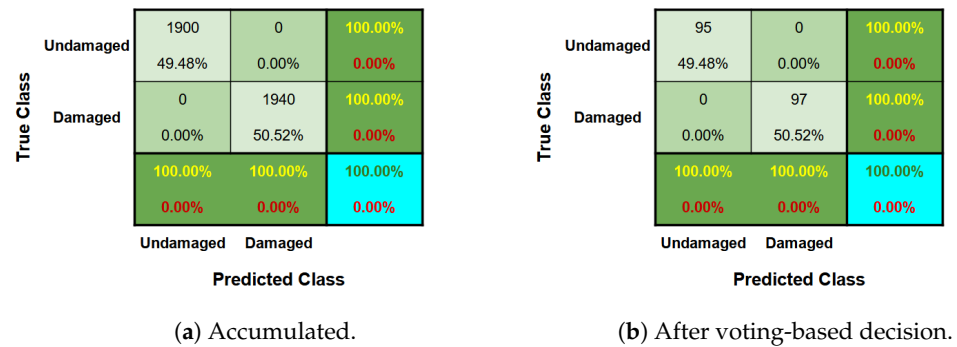 1900 0 100.00%
Undamaged
49.48% 0.00% 0.00%
0 1940 100.00%
Damaged
0.00% 50.52% 0.00%
True Class
100.00% 100.00% 100.00%
0.00% 0.00% 0.00%
Undamaged Damaged
Predicted Class
(a) Accumulated.
95 0 100.00%
Undamaged
49.48% 0.00% 0.00%
0 97 100.00%
Damaged
0.00% 50.52% 0.00%
True Class
100.00% 100.00% 100.00%
0.00% 0.00% 0.00%
Undamaged Damaged
Predicted Class
(b) After voting-based decision.